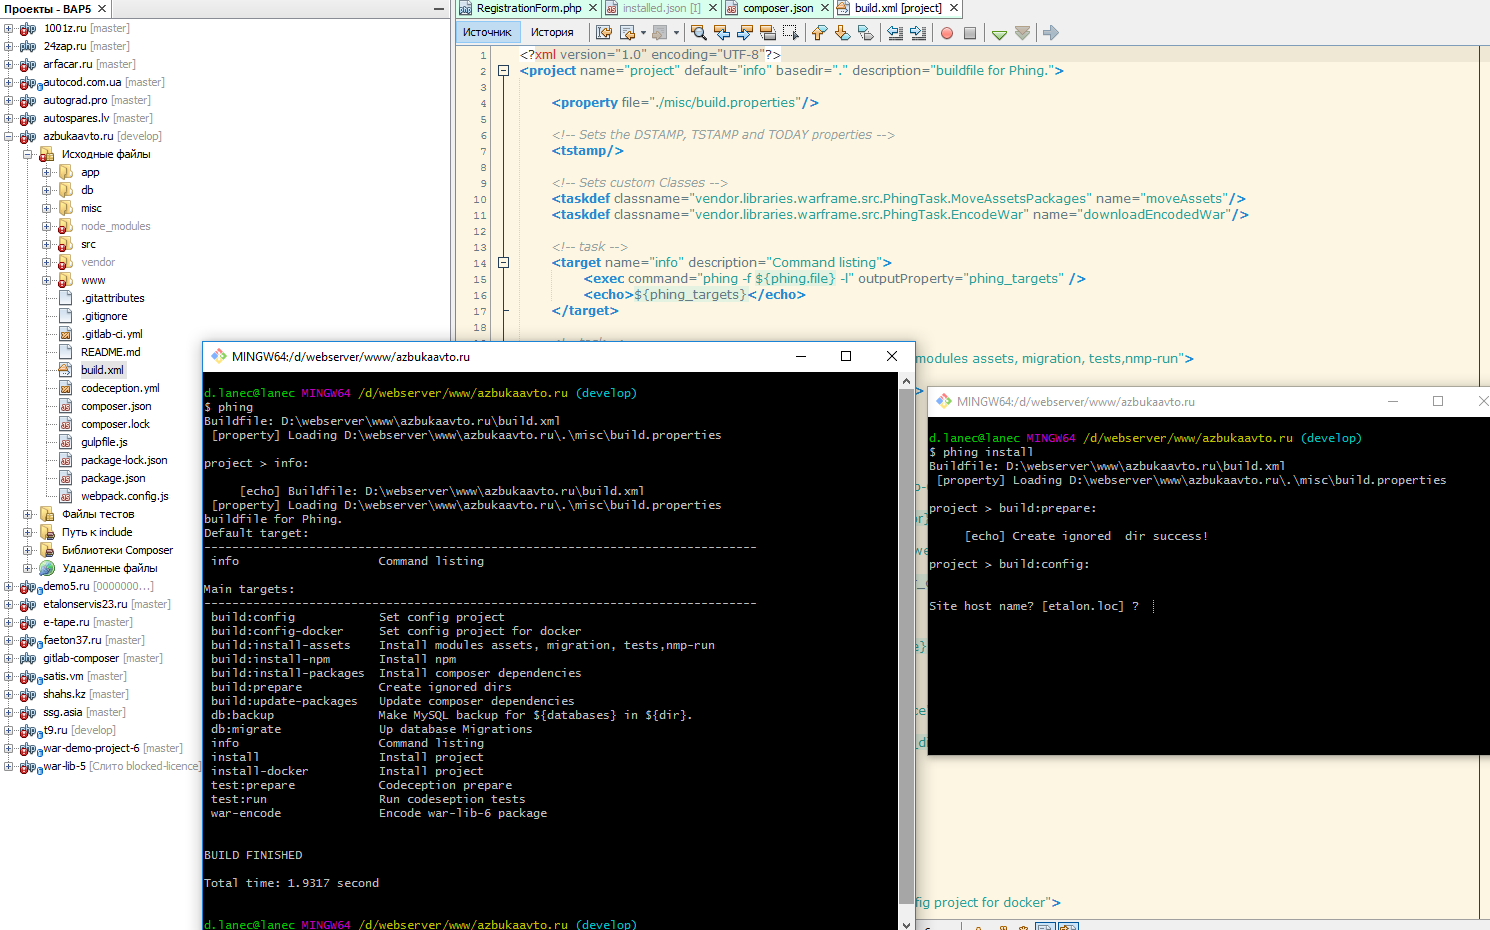 Проекты - BAP5
1001z.ru [master]
24zap.ru [master]
arfacar.ru [master]
autocod.com.ua [master]
autograd.pro [master]
autospares.lv [master]
azbukaavto.ru [develop]
Исходные файлы
app
db
misc
node_modules
src
vendor
www
.gitattributes
.gitignore
.gitlab-ci.yml
README.md
build.xml
codeception.yml
composer.json
composer.lock
gulpfile.js
package-lock.json
package.json
webpack.config.js
Файлы тестов
Путь к include
Библиотеки Composer
Удаленные файлы
demo5.ru [0000000...]
etalonservis23.ru [master]
e-tape.ru [master]
faeton37.ru [master]
gitlab-composer [master]
satis.vm [master]
shahs.kz [master]
ssg.asia [master]
t9.ru [develop]
war-demo-project-6 [master]
war-lib-5 [Слито blocked-licence]
RegistrationForm.php installed.json [I] composer.json build.xml [project]
Источник История
1 <?xml version="1.0" encoding="UTF-8"?>
2 <project name="project" default="info" basedir="." description="buildfile for Phing.">
3
4 <property file="./misc/build.properties"/>
5
6 <!-- Sets the DSTAMP, TSTAMP and TODAY properties -->
7 <tstamp/>
8
9 <!-- Sets custom Classes -->
10 <taskdef classname="vendor.libraries.warframe.src.PhingTask.MoveAssetsPackages" name="moveAssets"/>
11 <taskdef classname="vendor.libraries.warframe.src.PhingTask.EncodeWar" name="downloadEncodedWar"/>
12
13 <!-- task -->
14 <target name="info" description="Command listing">
15 <exec command="phing -f ${phing.file} -l" outputProperty="phing_targets" />
16 <echo>${phing_targets}</echo>
17 </target>
18
modules assets, migration, tests,nmp-run">
fig project for docker">
MINGW64:/d/webserver/www/azbukaavto.ru
d.lanec@lanec MINGW64 /d/webserver/www/azbukaavto.ru (develop)
$ phing
Buildfile: D:\webserver\www\azbukaavto.ru\build.xml
[property] Loading D:\webserver\www\azbukaavto.ru\.\misc\build.properties
project > info:
[echo] Buildfile: D:\webserver\www\azbukaavto.ru\build.xml
[property] Loading D:\webserver\www\azbukaavto.ru\.\misc\build.properties
buildfile for Phing.
Default target:
-------------------------------------------------------------------------------
info Command listing
Main targets:
-------------------------------------------------------------------------------
build:config Set config project
build:config-docker Set config project for docker
build:install-assets Install modules assets, migration, tests,nmp-run
build:install-npm Install npm
build:install-packages Install composer dependencies
build:prepare Create ignored dirs
build:update-packages Update composer dependencies
db:backup Make MySQL backup for ${databases} in ${dir}.
db:migrate Up database Migrations
info Command listing
install Install project
install-docker Install project
test:prepare Codeception prepare
test:run Run codeseption tests
war-encode Encode war-lib-6 package
BUILD FINISHED
Total time: 1.9317 second
d.lanec@lanec MINGW64 /d/webserver/www/azbukaavto.ru (develop)
MINGW64:/d/webserver/www/azbukaavto.ru
d.lanec@lanec MINGW64 /d/webserver/www/azbukaavto.ru (develop)
$ phing install
Buildfile: D:\webserver\www\azbukaavto.ru\build.xml
[property] Loading D:\webserver\www\azbukaavto.ru\.\misc\build.properties
project > build:prepare:
[echo] Create ignored  dir success!
project > build:config:
Site host name? [etalon.loc] ?